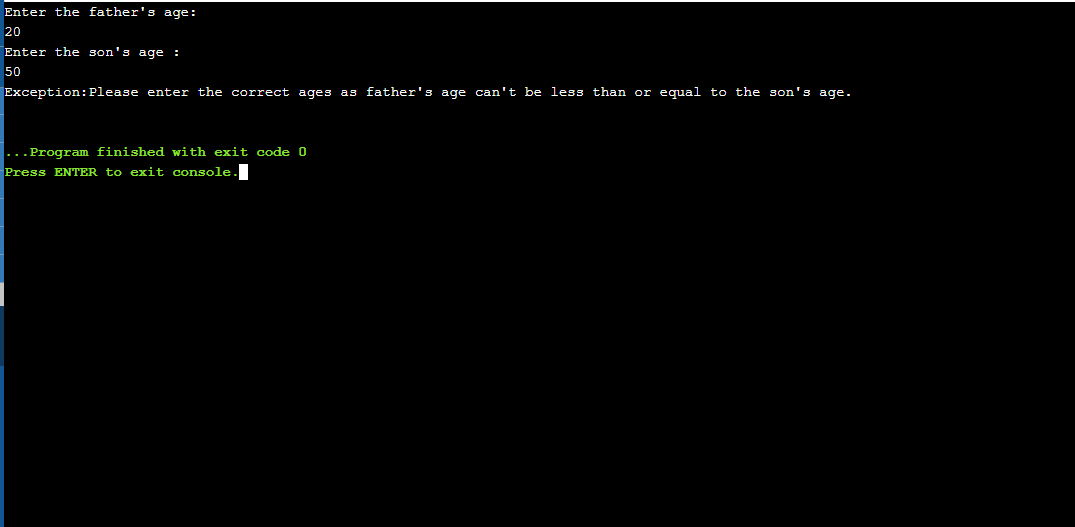 Enter the father's age:
20
Enter the son's age :
50
Exception:Please enter the correct ages as father's age can't be less than or equal to the son's age.
...Program finished with exit code 0
Press ENTER to exit console.